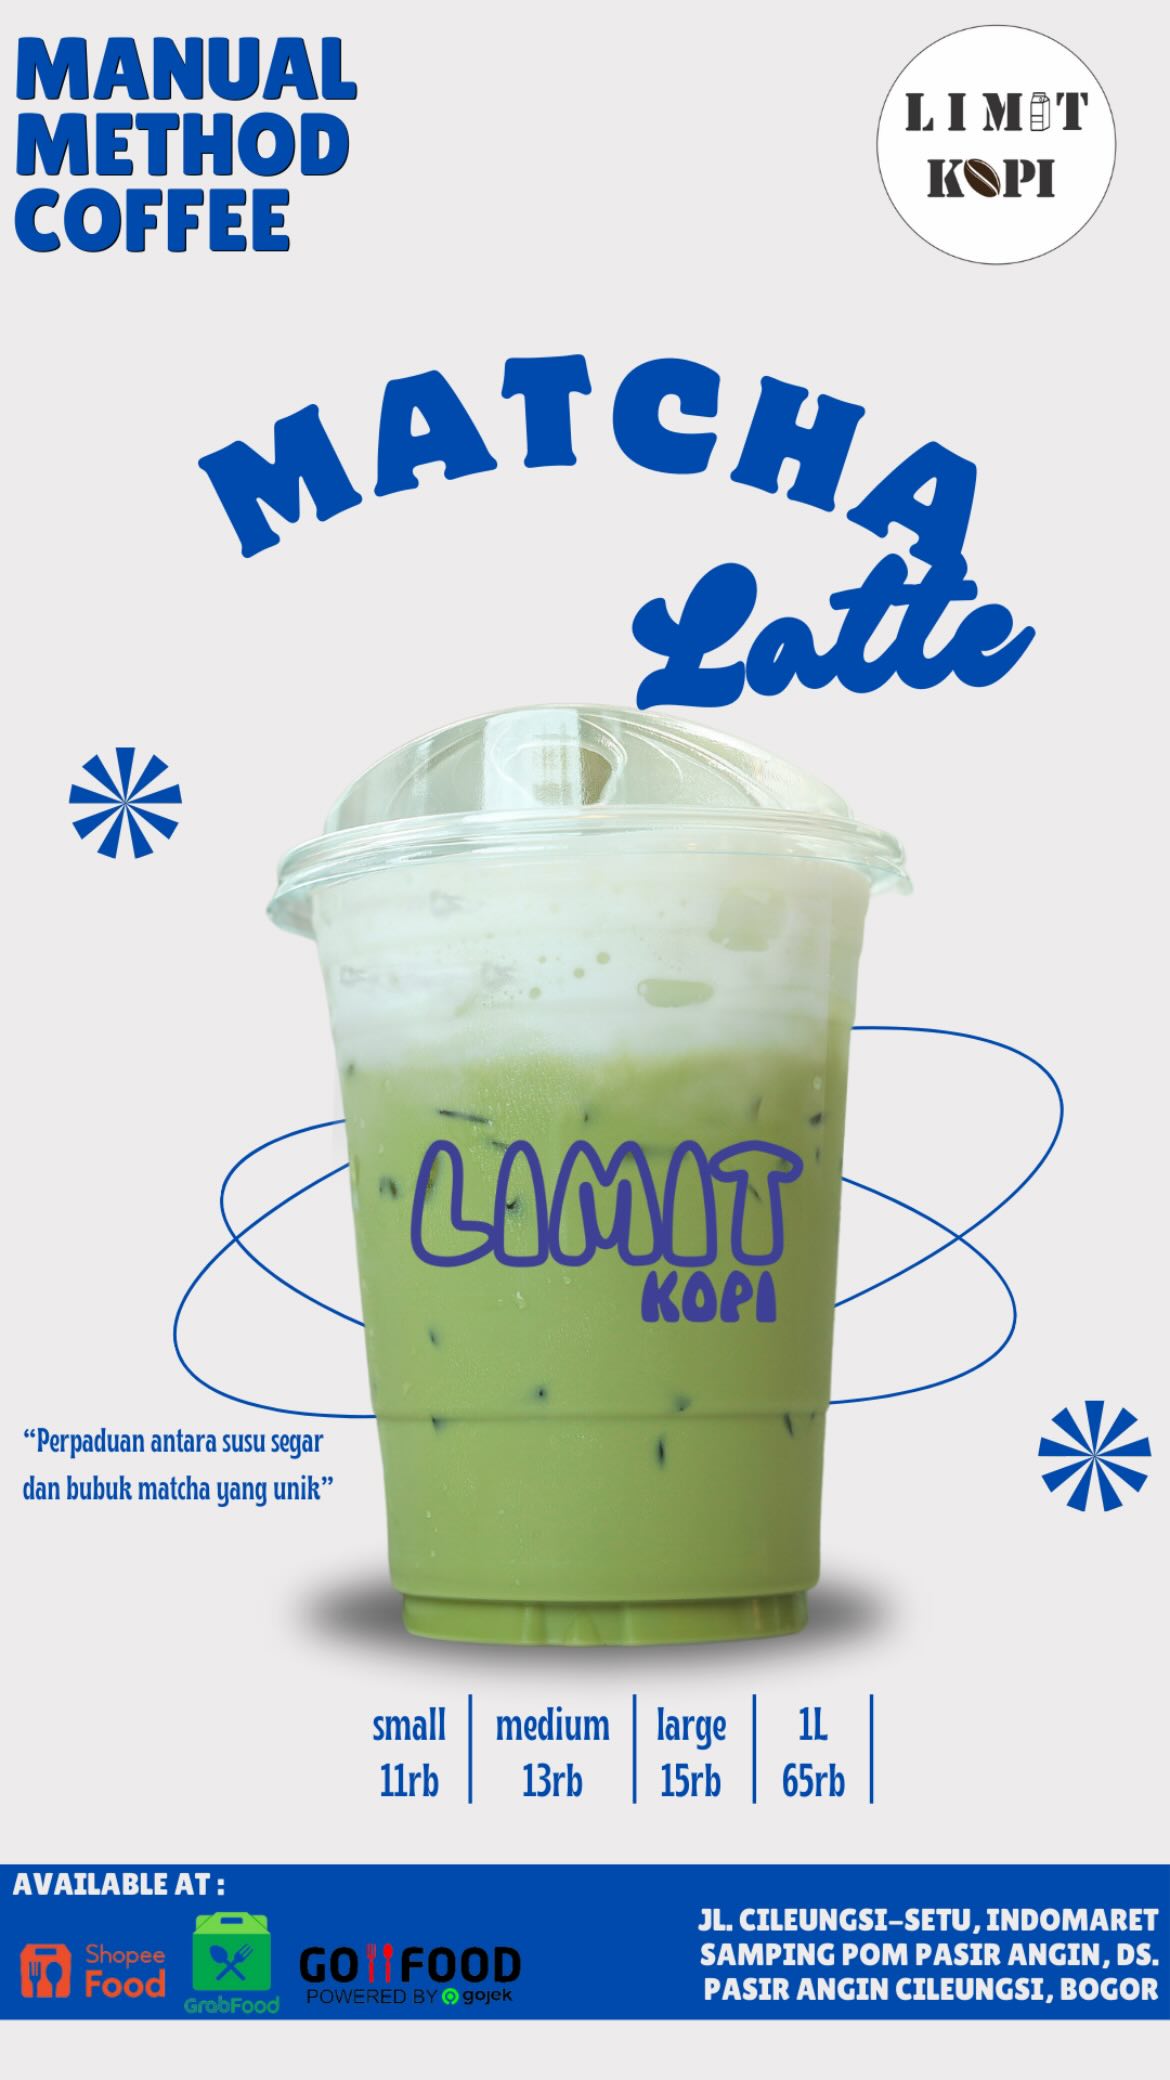 MANUAL
METHOD
COFFEE
LIMIT
KOPI
MATCHA
Latte
LIMIT
KOPI
“Perpaduan antara susu segar
dan bubuk matcha yang unik”
small
11rb
medium
13rb
large
15rb
1L
65rb
AVAILABLE AT :
Shopee
Food
GrabFood
GOFOOD
POWERED BY gojek
JL. CILEUNGSI-SETU, INDOMARET
SAMPING POM PASIR ANGIN, DS.
PASIR ANGIN CILEUNGSI, BOGOR